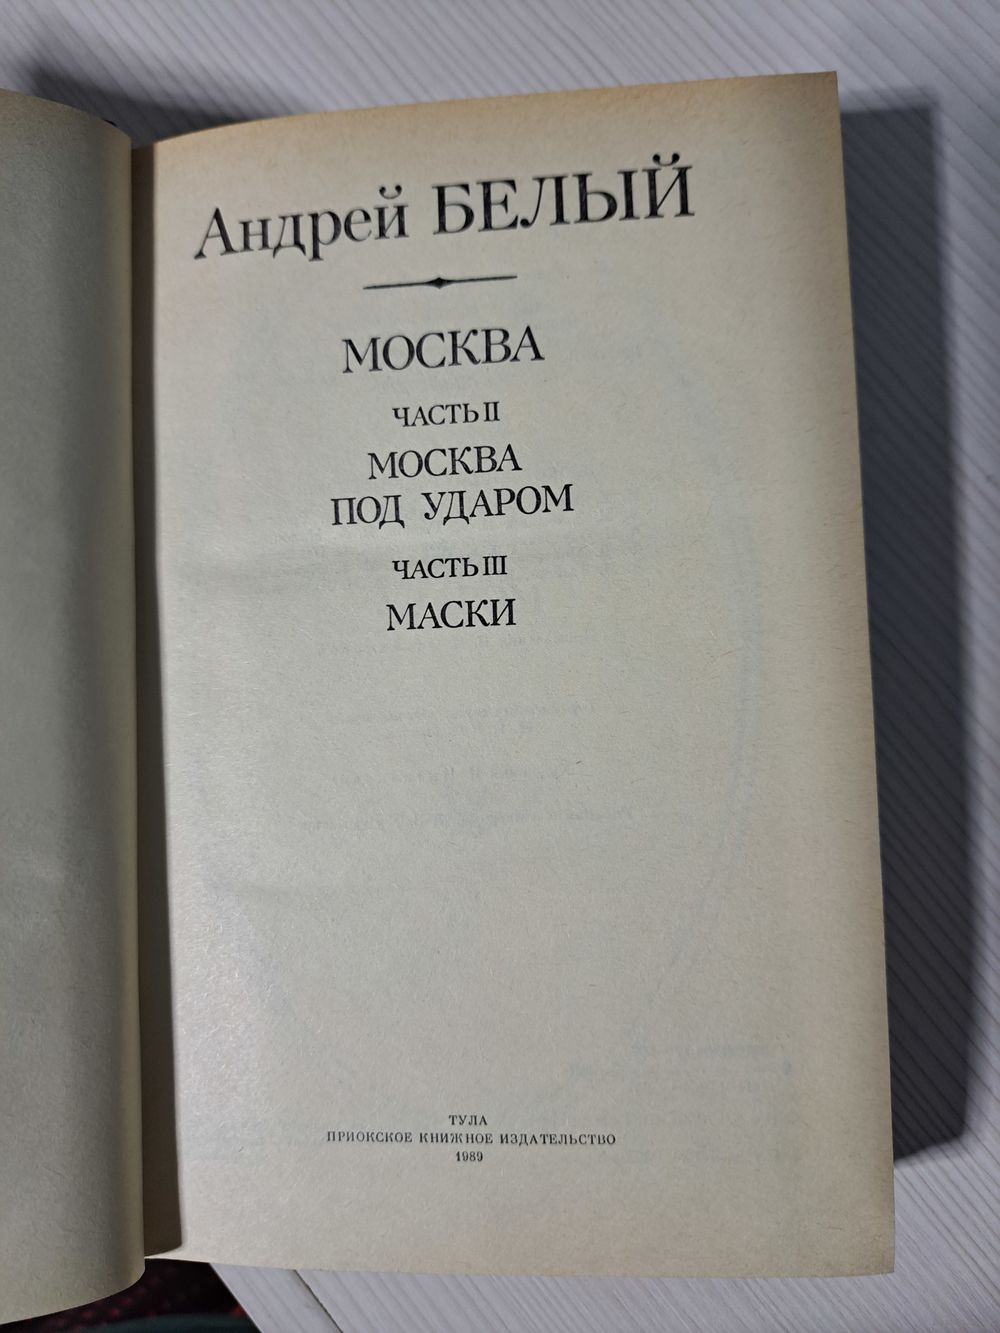 Андрей БЕЛЫЙ
МОСКВА
ЧАСТЬ II
МОСКВА
ПОД УДАРОМ
ЧАСТЬ III
МАСКИ
ТУЛА
ПРИОКСКОЕ КНИЖНОЕ ИЗДАТЕЛЬСТВО
1989